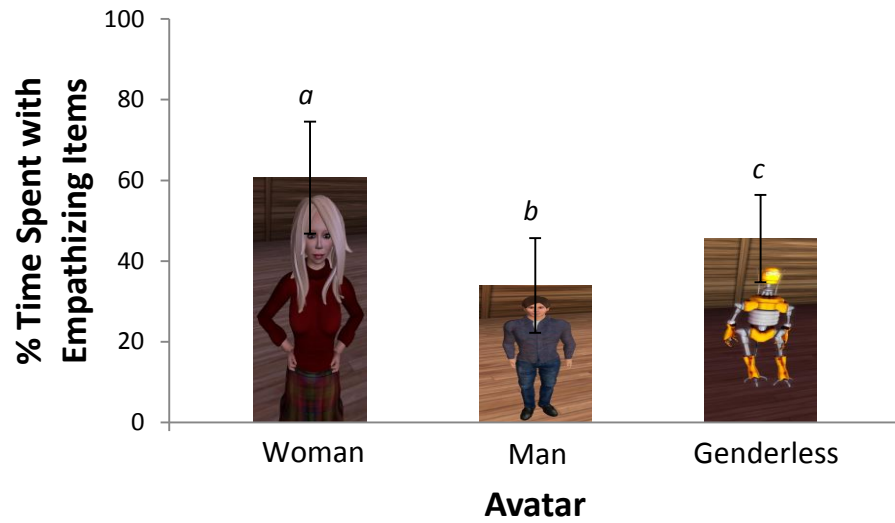 % Time Spent with
Empathizing Items
100
80
60
40
20
0
a
b
c
Woman
Man
Genderless
Avatar